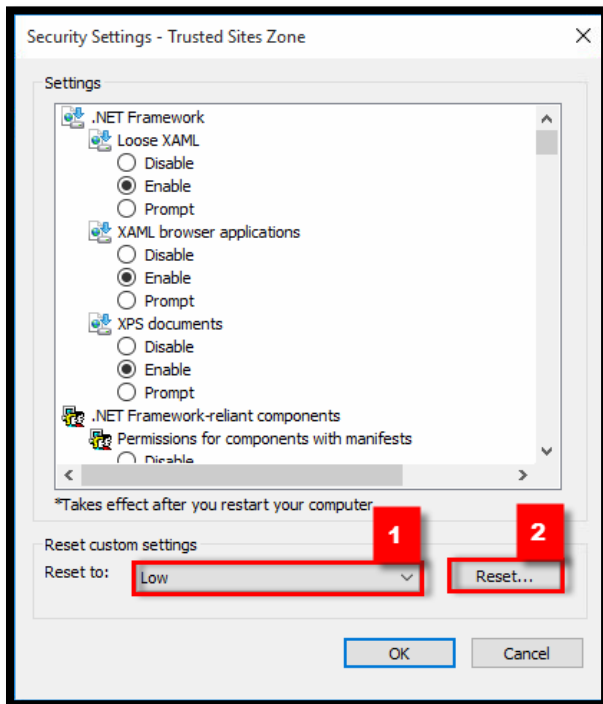 Security Settings - Trusted Sites Zone
Settings
.NET Framework
Loose XAML
Disable
Enable
Prompt
XAML browser applications
Disable
Enable
Prompt
XPS documents
Disable
Enable
Prompt
.NET Framework-reliant components
Permissions for components with manifests
Disable
*Takes effect after you restart your computer
1
2
Reset custom settings
Reset to: Low Reset...
OK Cancel